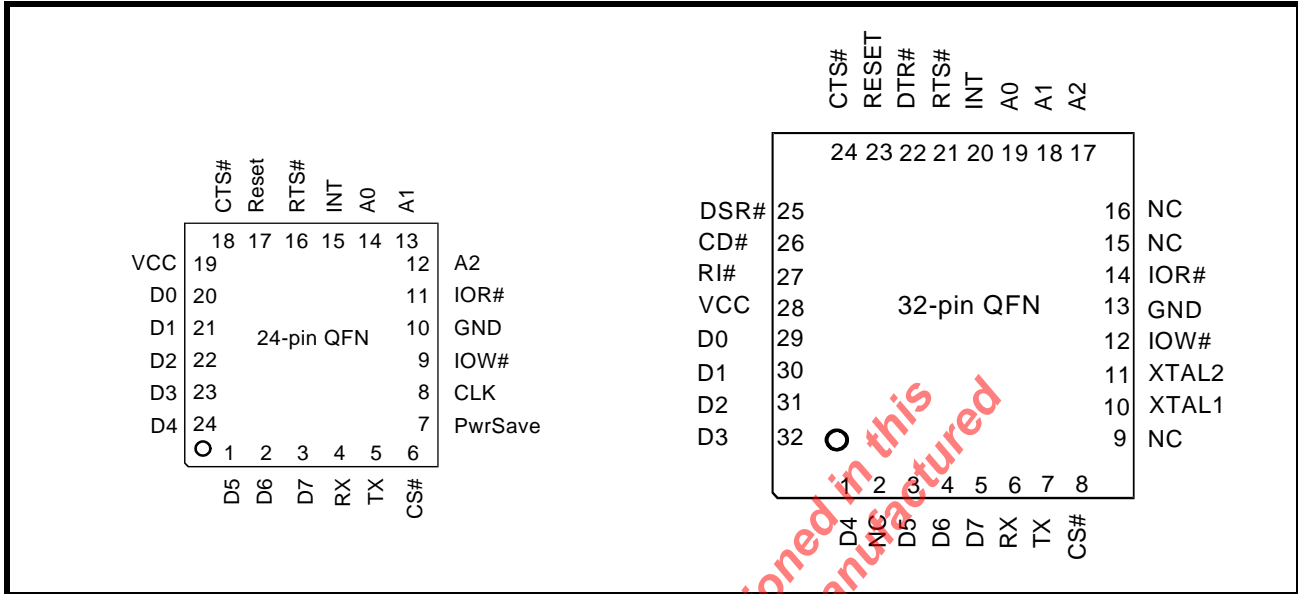 CTS# Reset RTS# INT A0 A1
18 17 16 15 14 13
VCC 19 12 A2
D0 20 11 IOR#
D1 21 10 GND
24-pin QFN
D2 22 9 IOW#
D3 23 8 CLK
D4 24 7 PwrSave
1 2 3 4 5 6
D5 D6 D7 RX TX CS#
CTS# RESET DTR# RTS# INT A0 A1 A2
24 23 22 21 20 19 18 17
DSR# 25 16 NC
CD# 26 15 NC
RI# 27 14 IOR#
VCC 28 32-pin QFN 13 GND
D0 29 12 IOW#
D1 30 11 XTAL2
D2 31 10 XTAL1
D3 32 9 NC
1 2 3 4 5 6 7 8
D4 NC D5 D6 D7 RX TX CS#
in this